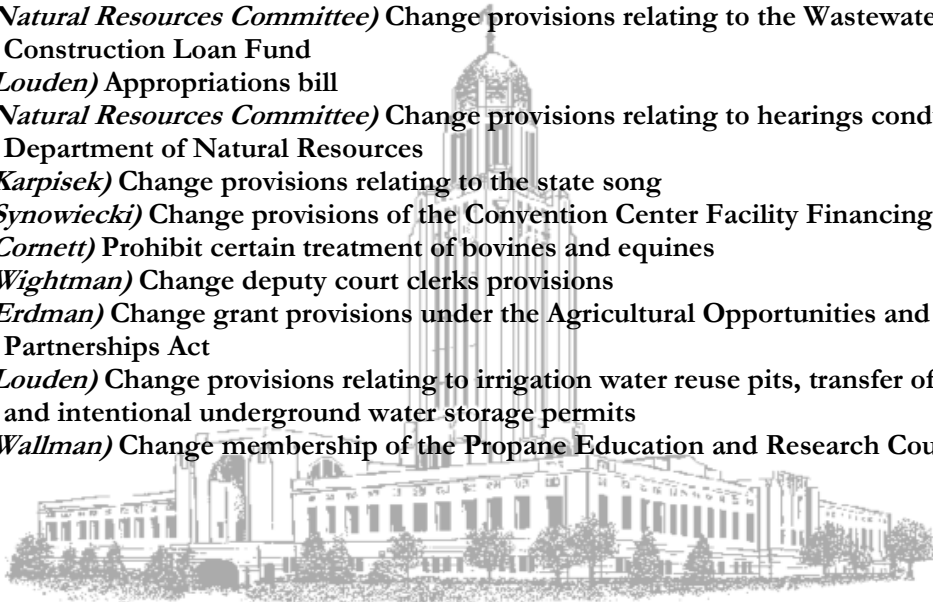 Natural Resources Committee) Change provisions relating to the Wastewate
Construction Loan Fund
Louden) Appropriations bill
Natural Resources Committee) Change provisions relating to hearings cond
Department of Natural Resources
Karpisek) Change provisions relating to the state song
Synowiecki) Change provisions of the Convention Center Facility Financing
Cornett) Prohibit certain treatment of bovines and equines
Wightman) Change deputy court clerks provisions
Erdman) Change grant provisions under the Agricultural Opportunities and
Partnerships Act
Louden) Change provisions relating to irrigation water reuse pits, transfer of
and intentional underground water storage permits
Wallman) Change membership of the Propane Education and Research Cou